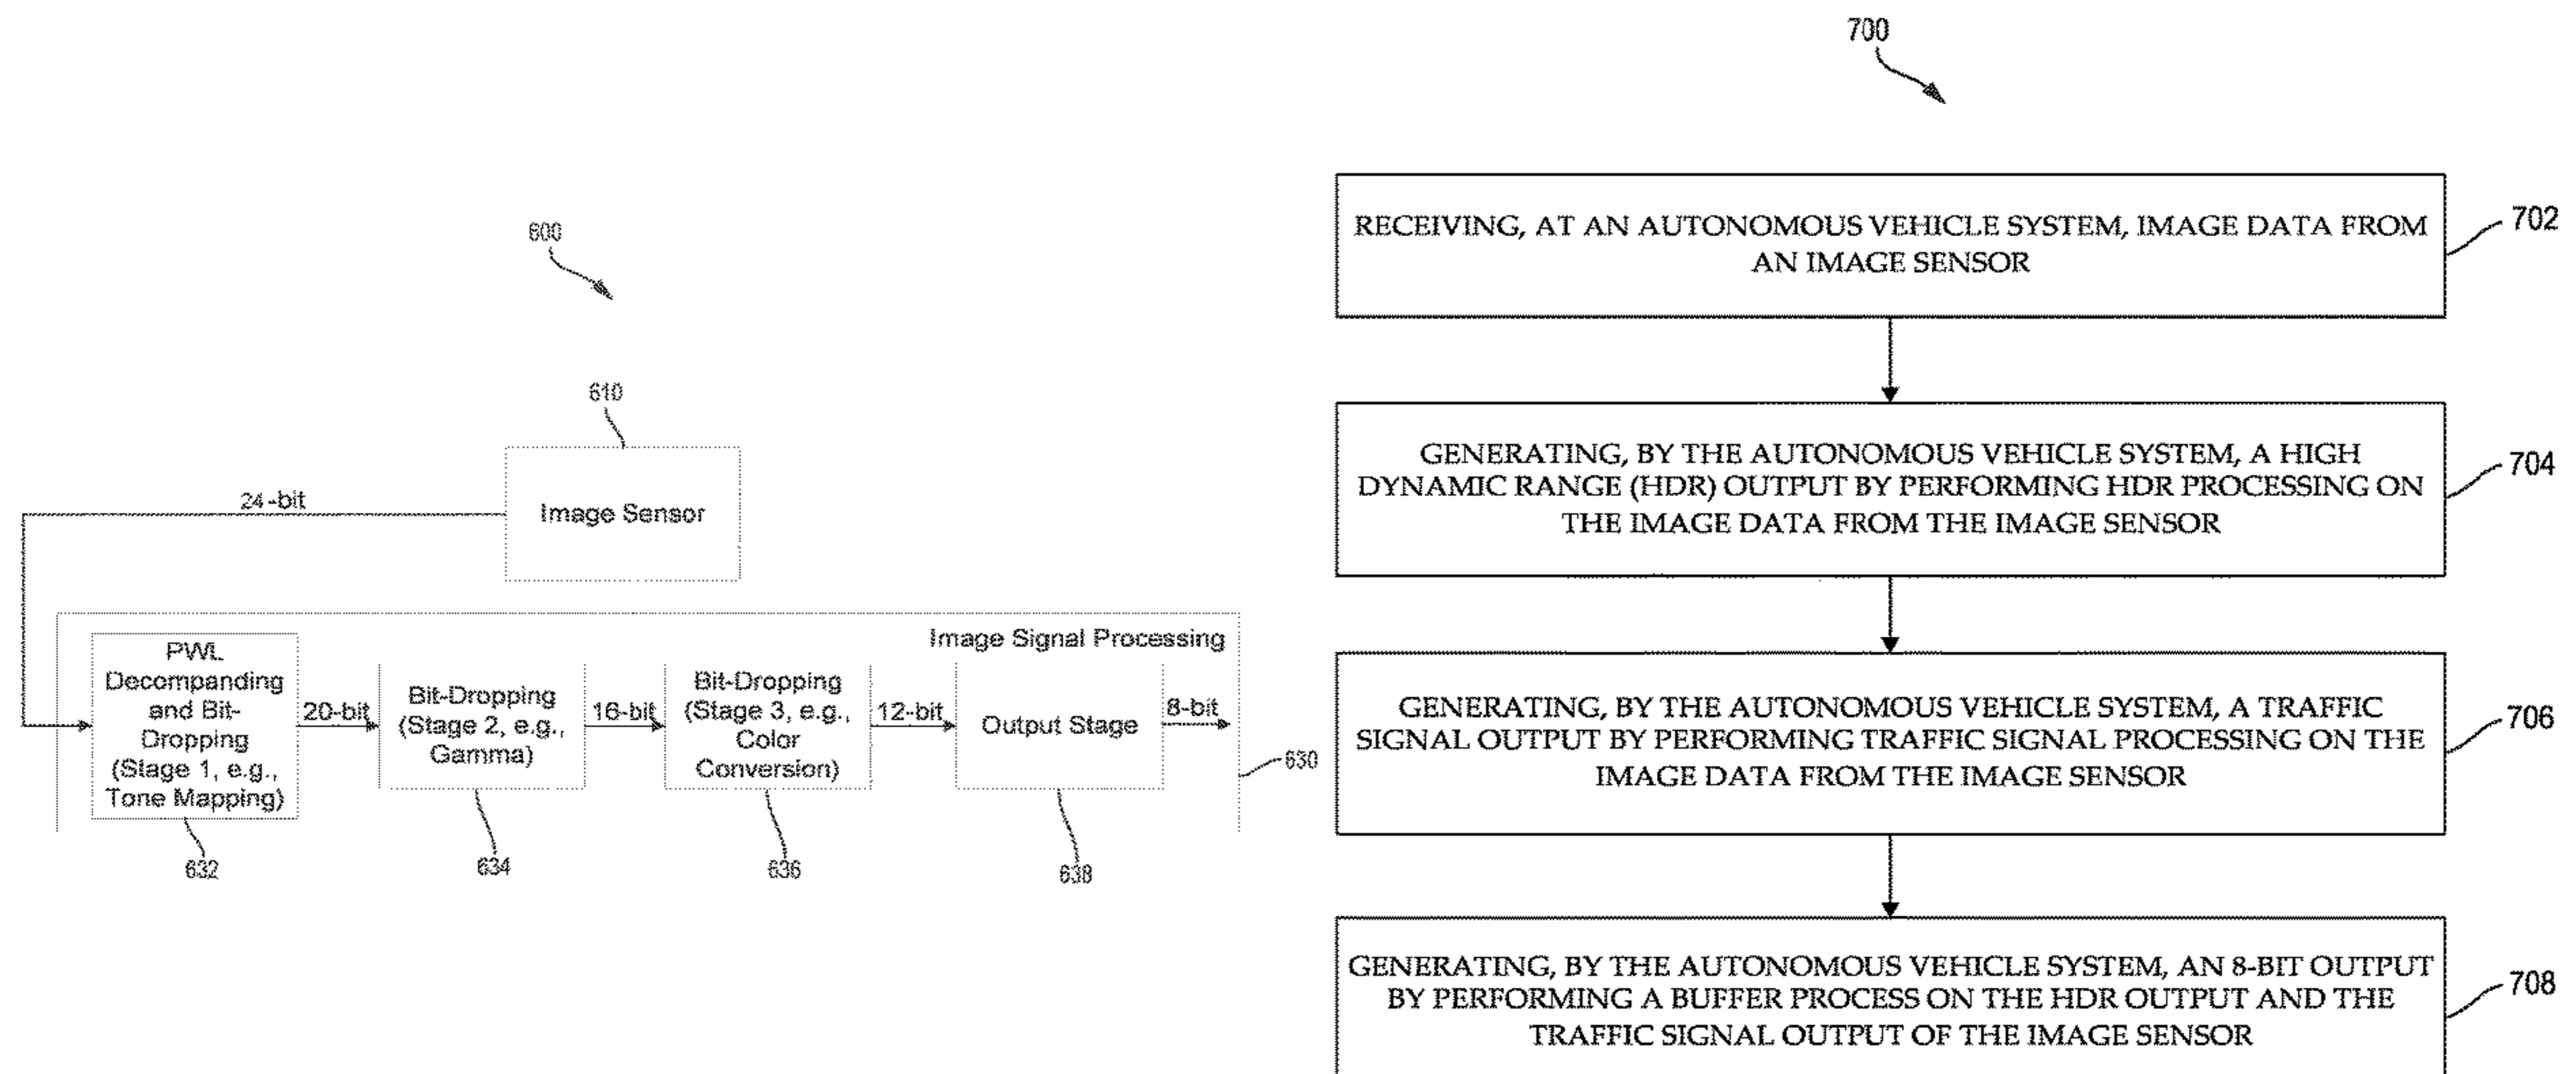 600
610
Image Sensor
24-bit
Image Signal Processing
PWL
Decompanding
and Bit-
Dropping
(Stage 1, e.g.,
Tone Mapping)
20-bit
Bit-Dropping
(Stage 2, e.g.,
Gamma)
16-bit
Bit-Dropping
(Stage 3, e.g.,
Color
Conversion)
12-bit
Output Stage
8-bit
630
632
634
636
638
700
RECEIVING, AT AN AUTONOMOUS VEHICLE SYSTEM, IMAGE DATA FROM
AN IMAGE SENSOR
702
GENERATING, BY THE AUTONOMOUS VEHICLE SYSTEM, A HIGH
DYNAMIC RANGE (HDR) OUTPUT BY PERFORMING HDR PROCESSING ON
THE IMAGE DATA FROM THE IMAGE SENSOR
704
GENERATING, BY THE AUTONOMOUS VEHICLE SYSTEM, A TRAFFIC
SIGNAL OUTPUT BY PERFORMING TRAFFIC SIGNAL PROCESSING ON THE
IMAGE DATA FROM THE IMAGE SENSOR
706
GENERATING, BY THE AUTONOMOUS VEHICLE SYSTEM, AN 8-BIT OUTPUT
BY PERFORMING A BUFFER PROCESS ON THE HDR OUTPUT AND THE
TRAFFIC SIGNAL OUTPUT OF THE IMAGE SENSOR
708